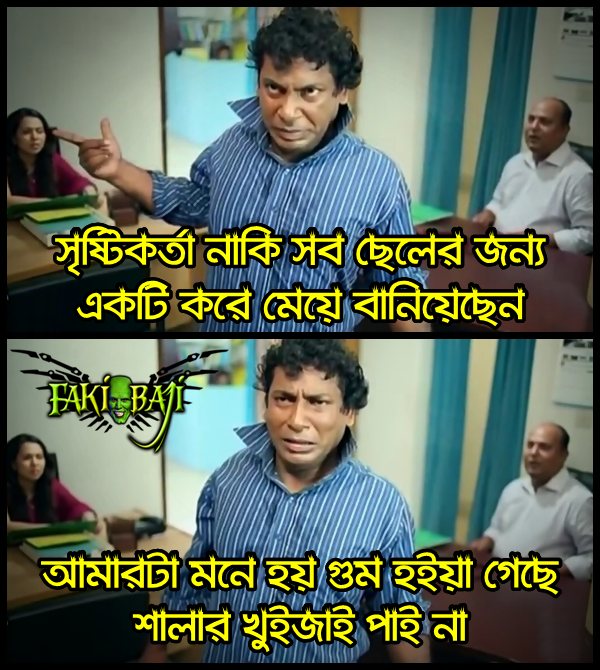 সৃষ্টিকর্তা নাকি সব ছেলের জন্য
একটি করে মেয়ে বানিয়েছেন
FAKIBAJI
আমারটা মনে হয় গুম হইয়া গেছে
শালার খুইজাই পাই না